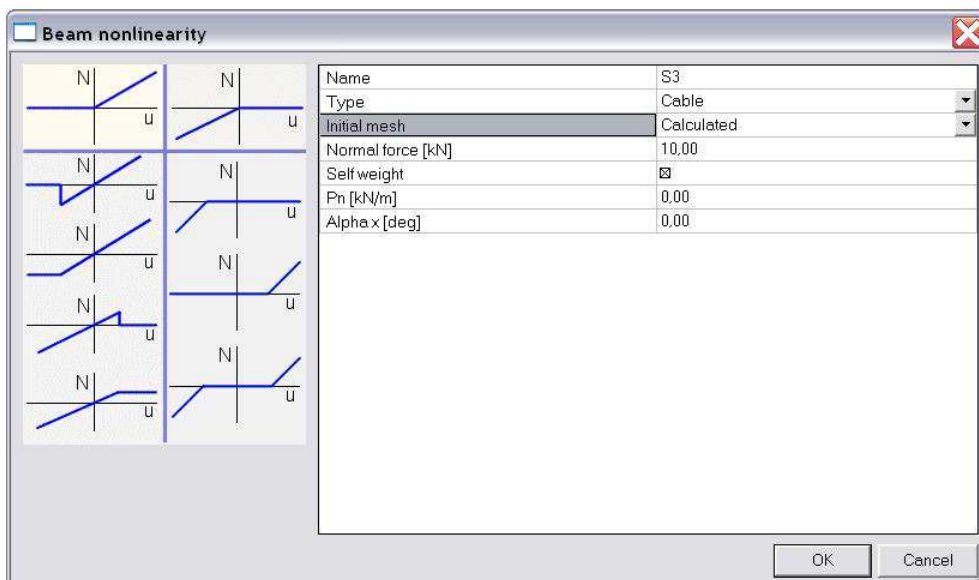 Beam nonlinearity
N
u
N
u
N
u
N
u
N
u
N
u
N
u
N
u
N
u
Name S3
Type Cable
Initial mesh Calculated
Normal force [kN] 10,00
Self weight
Pn [kN/m] 0,00
Alpha x [deg] 0,00
OK Cancel